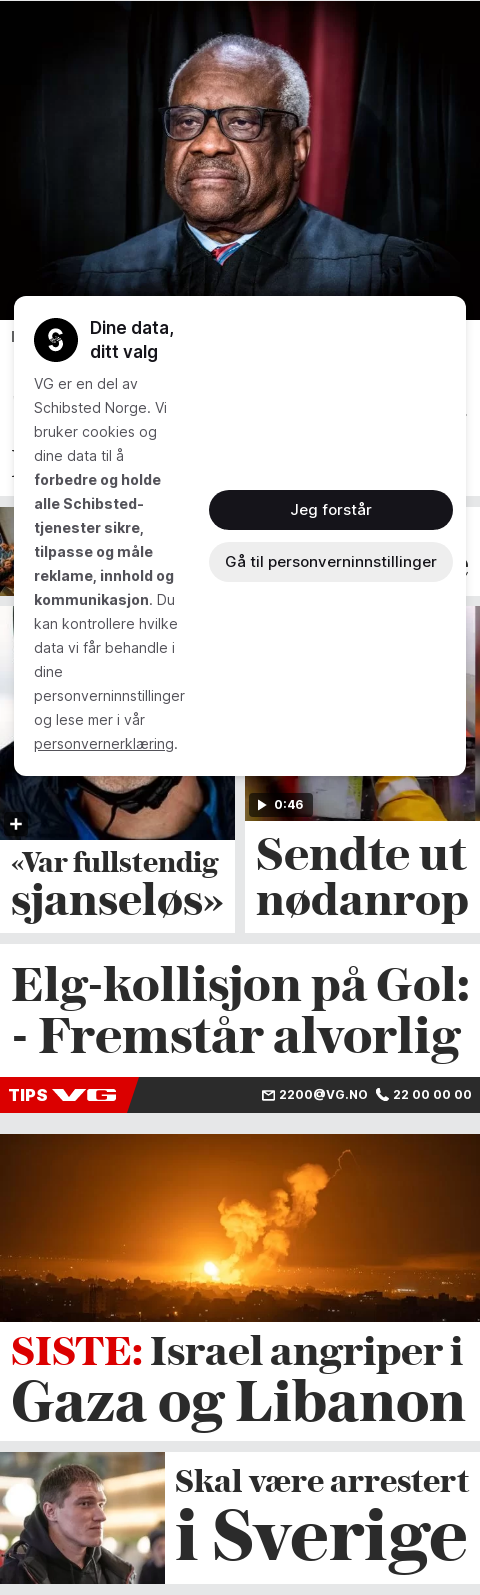 Dine data,
ditt valg
VG er en del av
Schibsted Norge. Vi
bruker cookies og
dine data til å
forbedre og holde
alle Schibsted-
tjenester sikre,
tilpasse og måle
reklame, innhold og
kommunikasjon. Du
kan kontrollere hvilke
data vi får behandle i
dine
personverninnstillinger
og lese mer i vår
personvernerklæring.
Jeg forstår
Gå til personverninnstillinger
«Var fullstendig
sjanseløs»
0:46
Sendte ut
nødanrop
Elg-kollisjon på Gol:
- Fremstår alvorlig
TIPS VG
2200@VG.NO 22 00 00 00
SISTE: Israel angriper i
Gaza og Libanon
Skal være arrestert
i Sverige